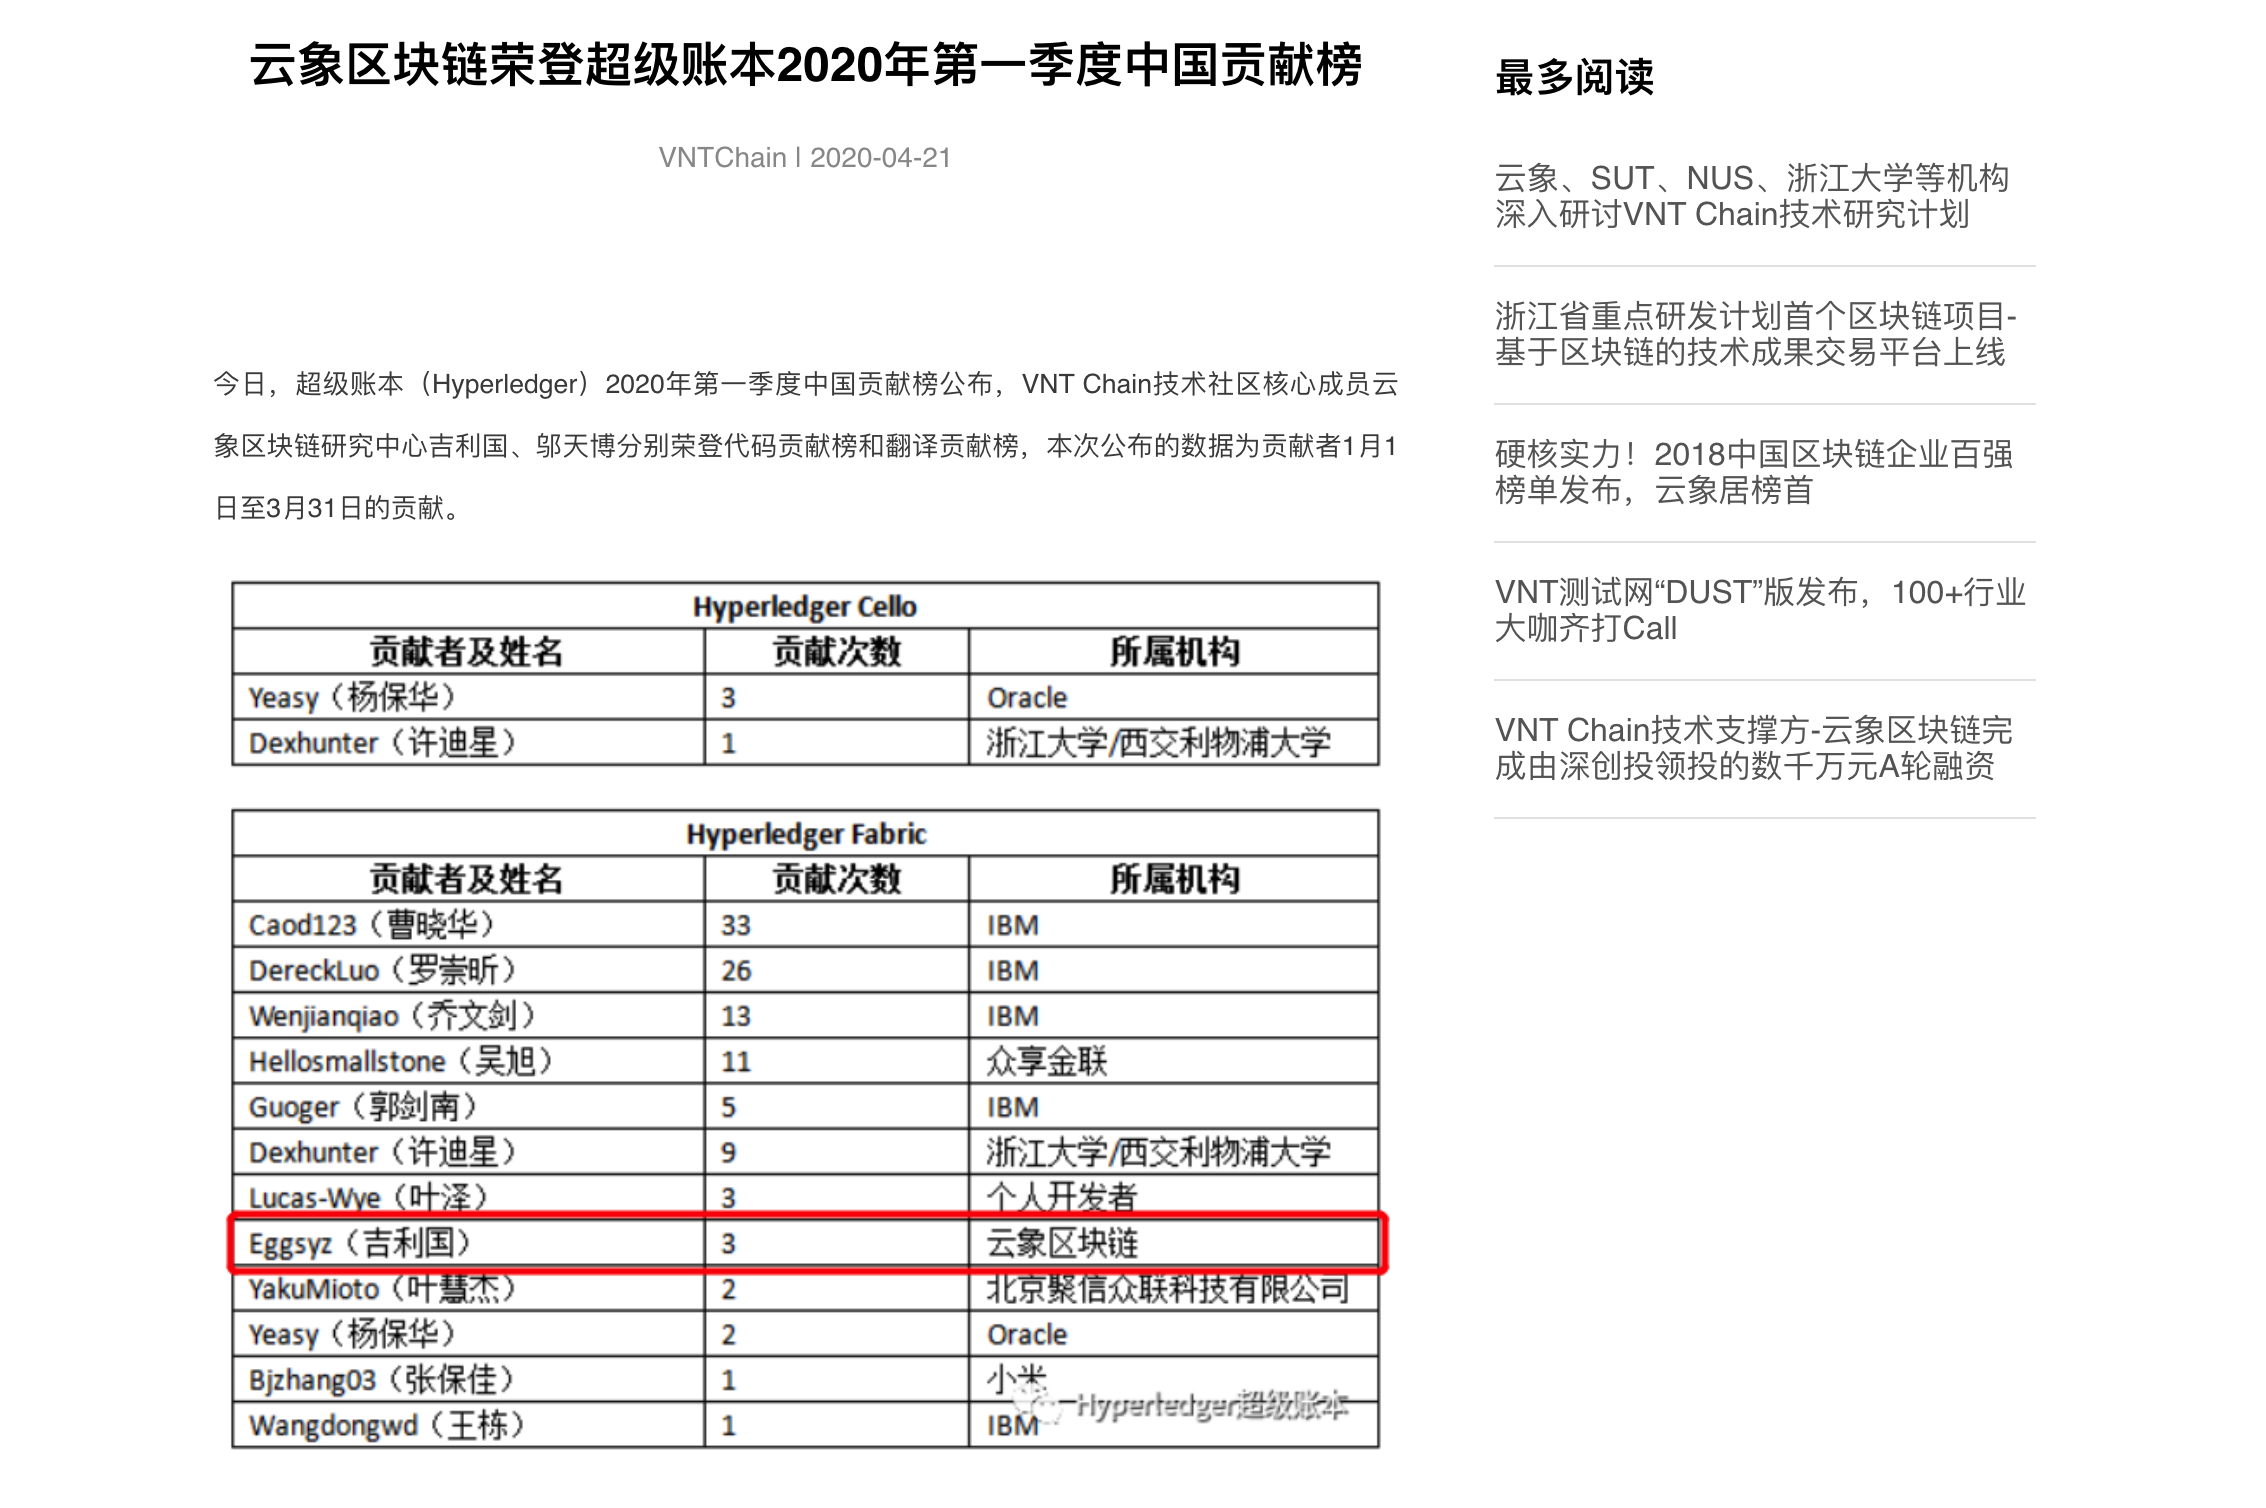 云象区块链荣登超级账本2020年第一季度中国贡献榜
VNTChain | 2020-04-21
今日，超级账本（Hyperledger）2020年第一季度中国贡献榜公布，VNT Chain技术社区核心成员云
象区块链研究中心吉利国、邬天博分别荣登代码贡献榜和翻译贡献榜，本次公布的数据为贡献者1月1
日至3月31日的贡献。
Hyperledger Cello
贡献者及姓名 贡献次数 所属机构
Yeasy（杨保华） 3 Oracle
Dexhunter（许迪星） 1 浙江大学/西交利物浦大学
Hyperledger Fabric
贡献者及姓名 贡献次数 所属机构
Caod123（曹晓华） 33 IBM
DereckLuo（罗崇昕） 26 IBM
Wenjianqiao（乔文剑） 13 IBM
Hellosmallstone（吴旭） 11 众享金联
Guoger（郭剑南） 5 IBM
Dexhunter（许迪星） 9 浙江大学/西交利物浦大学
Lucas-Wye（叶泽） 3 个人开发者
Eggsyz（吉利国） 3 云象区块链
YakuMioto（叶慧杰） 2 北京聚信众联科技有限公司
Yeasy（杨保华） 2 Oracle
Bjzhang03（张保佳） 1 小米
Wangdongwd（王栋） 1 IBM
Hyperledger超级账本
最多阅读
云象、SUT、NUS、浙江大学等机构
深入研讨VNT Chain技术研究计划
浙江省重点研发计划首个区块链项目-
基于区块链的技术成果交易平台上线
硬核实力！2018中国区块链企业百强
榜单发布，云象居榜首
VNT测试网“DUST”版发布，100+行业
大咖齐打Call
VNT Chain技术支撑方-云象区块链完
成由深创投领投的数千万元A轮融资